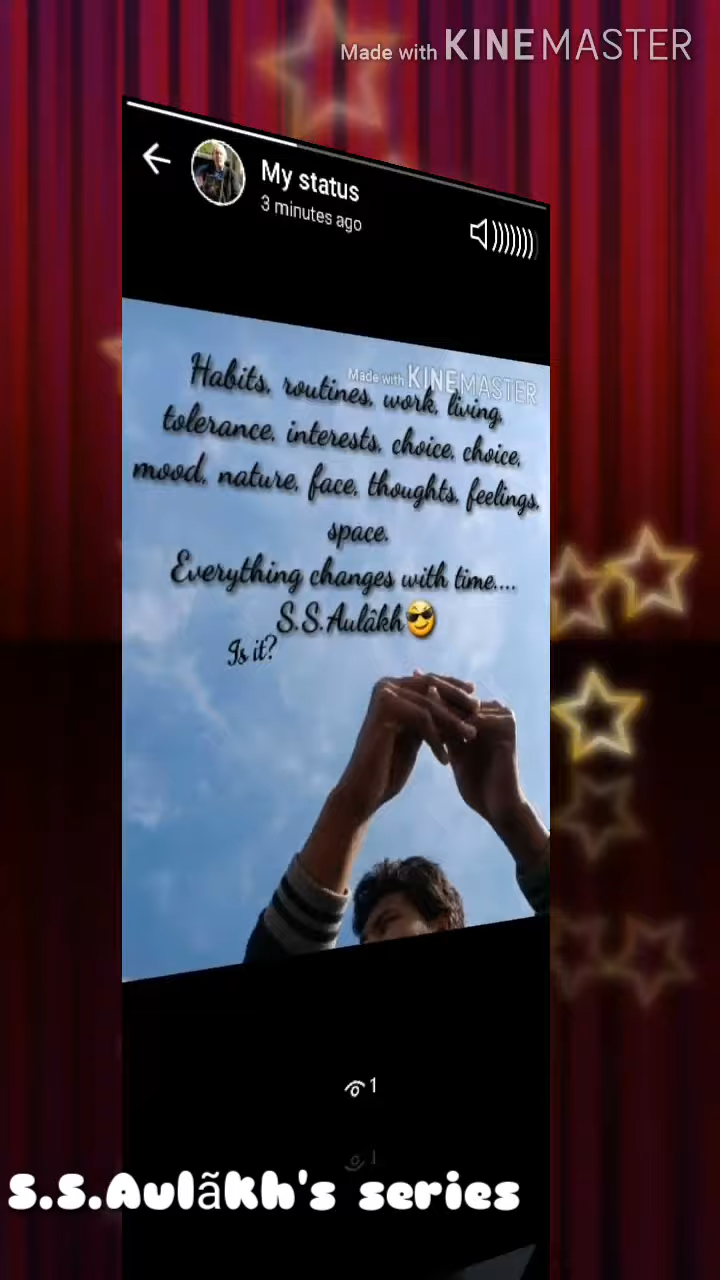 Made with KINEMASTER
My status
3 minutes ago
Made with KINEMASTER
Habits, routines, work, living,
tolerance, interests, choice, choice,
mood, nature, face, thoughts, feelings,
space.
Everything changes with time....
S.S.Aulâkh😎
Is it?
1
1
S.S.Aulãkh's series